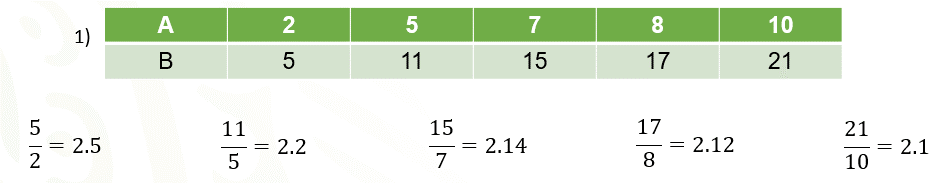 1) A 2 5 7 8 10
B 5 11 15 17 21
5/2 = 2.5 11/5 = 2.2 15/7 = 2.14 17/8 = 2.12 21/10 = 2.1